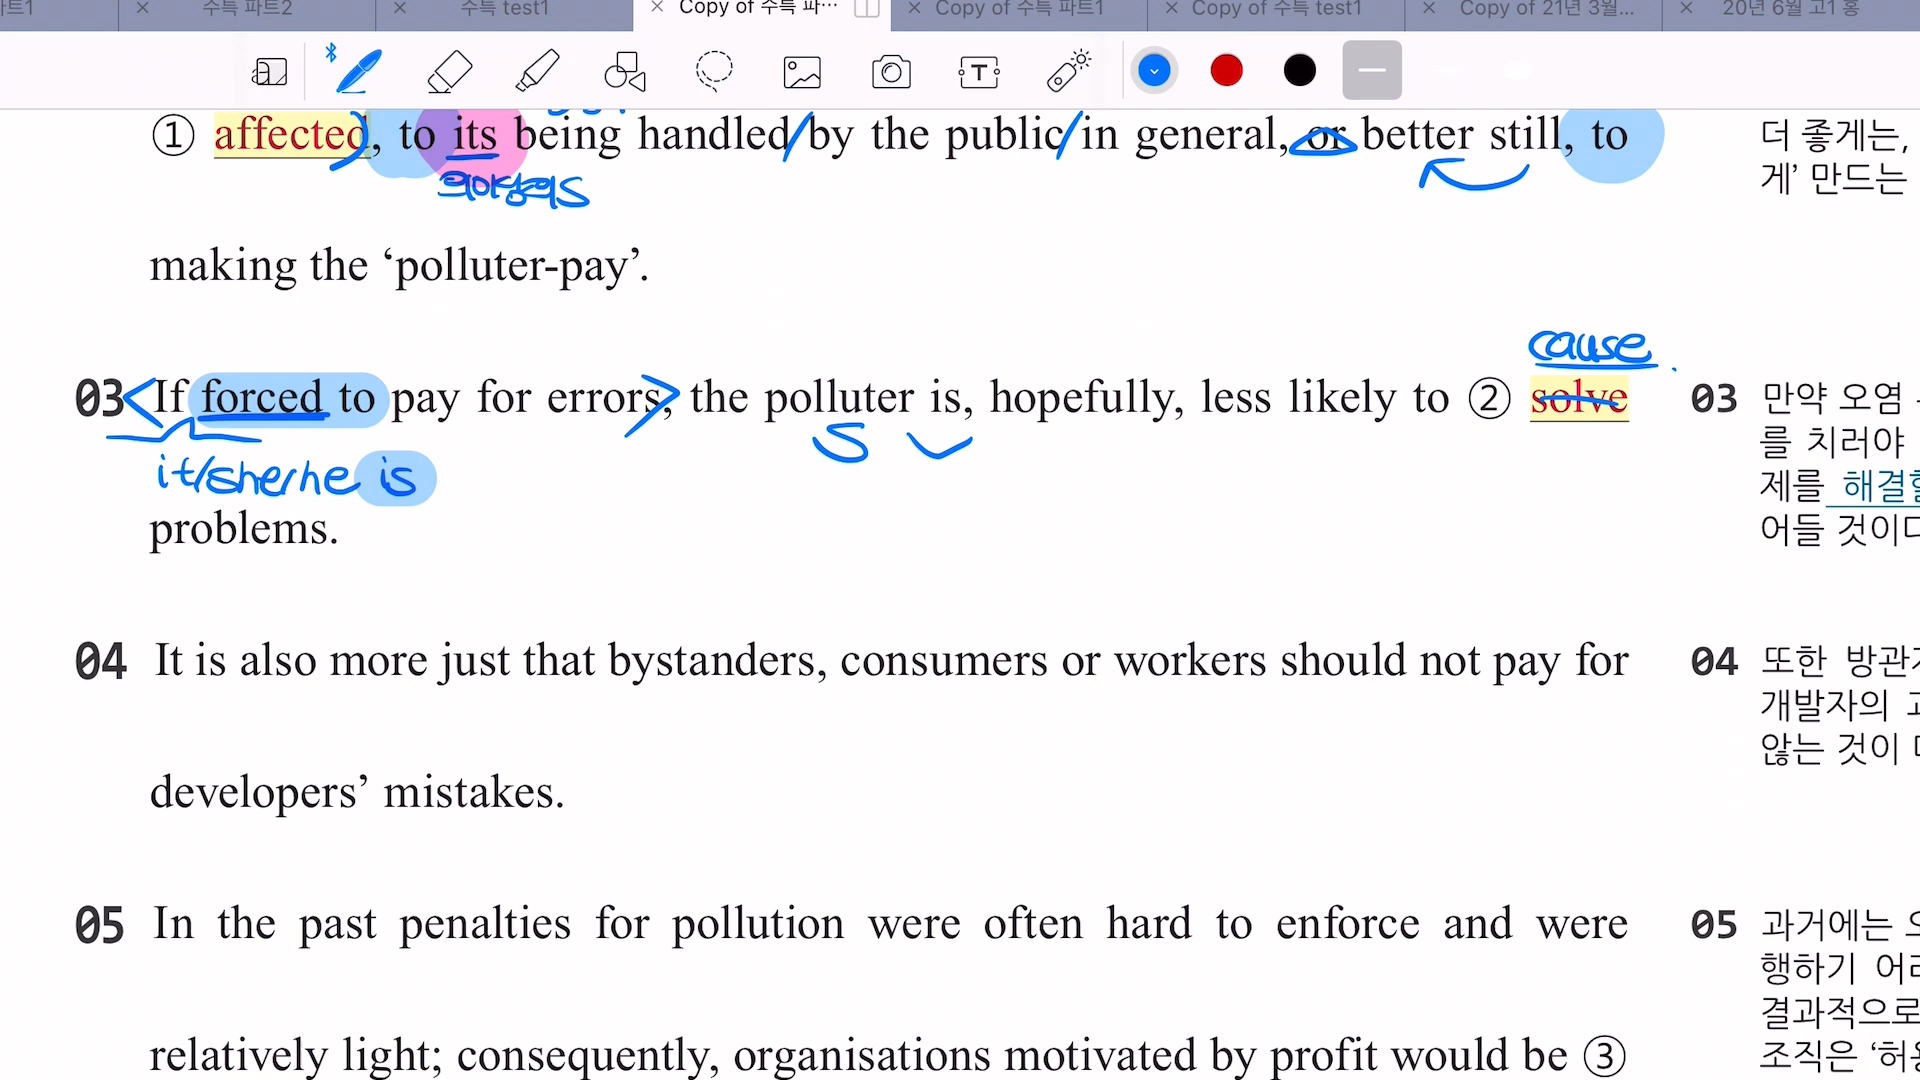 파트1 × 수특 파트2 × 수특 test1 × Copy of 수특 파… × Copy of 수특 파트1 × Copy of 수특 test1 × Copy of 21년 3월... × 20년 6월 고1 홍
T
① affected, to its being handled by the public in general, or better still, to
의미상의S
making the ‘polluter-pay’.
cause
03 If forced to pay for errors, the polluter is, hopefully, less likely to ② solve
S
it/she/he is
problems.
04 It is also more just that bystanders, consumers or workers should not pay for
developers’ mistakes.
05 In the past penalties for pollution were often hard to enforce and were
relatively light; consequently, organisations motivated by profit would be ③
더 좋게는,
게’ 만드는
03 만약 오염
를 치러야
제를 해결할
어들 것이다
04 또한 방관자
개발자의
않는 것이
05 과거에는
행하기 어려
결과적으로
조직은 ‘허용